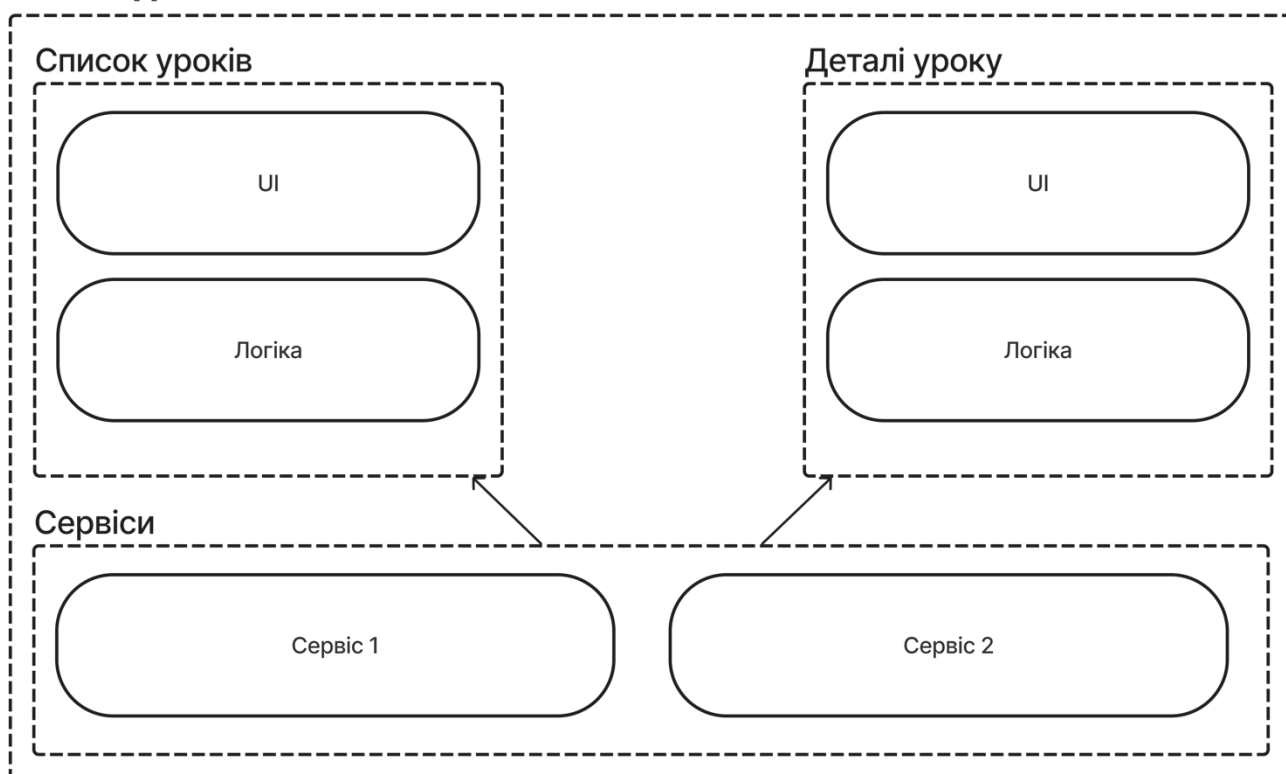 Список уроків
Деталі уроку
UI
UI
Логіка
Логіка
Сервіси
Сервіс 1
Сервіс 2